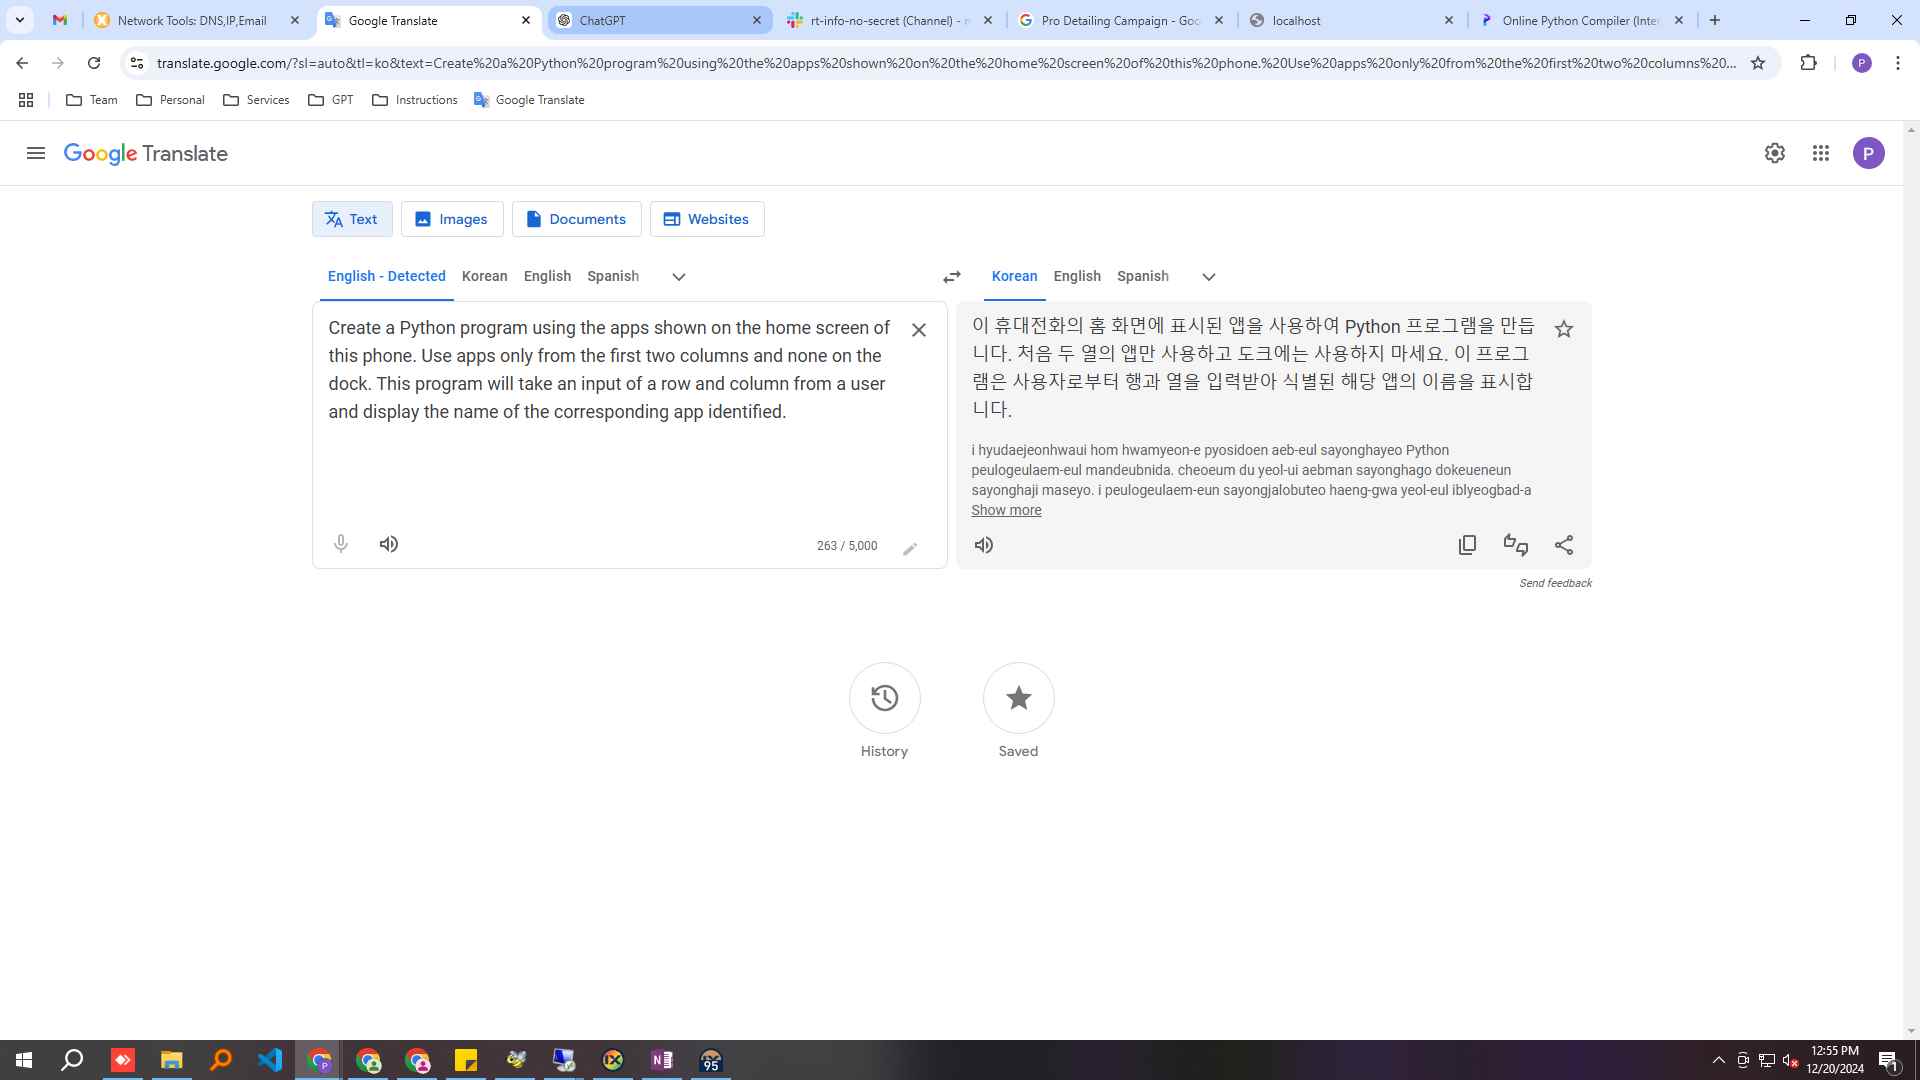 Network Tools: DNS,IP,Email
Google Translate
ChatGPT
rt-info-no-secret (Channel) -
Pro Detailing Campaign - Goo
localhost
Online Python Compiler (Inter
translate.google.com/?sl=auto&tl=ko&text=Create%20a%20Python%20program%20using%20the%20apps%20shown%20on%20the%20home%20screen%20of%20this%20phone.%20Use%20apps%20only%20from%20the%20first%20two%20columns%20...
P
Team
Personal
Services
GPT
Instructions
Google Translate
Google Translate
P
Text
Images
Documents
Websites
English - Detected
Korean
English
Spanish
Korean
English
Spanish
Create a Python program using the apps shown on the home screen of
this phone. Use apps only from the first two columns and none on the
dock. This program will take an input of a row and column from a user
and display the name of the corresponding app identified.
263 / 5,000
이 휴대전화의 홈 화면에 표시된 앱을 사용하여 Python 프로그램을 만듭
니다. 처음 두 열의 앱만 사용하고 도크에는 사용하지 마세요. 이 프로그
램은 사용자로부터 행과 열을 입력받아 식별된 해당 앱의 이름을 표시합
니다.
i hyudaejeonhwaui hom hwamyeon-e pyosidoen aeb-eul sayonghayeo Python
peulogeulaem-eul mandeubnida. cheoeum du yeol-ui aebman sayonghago dokeueneun
sayonghaji maseyo. i peulogeulaem-eun sayongjalobuteo haeng-gwa yeol-eul iblyeogbad-a
Show more
Send feedback
History
Saved
95
12:55 PM
12/20/2024
1